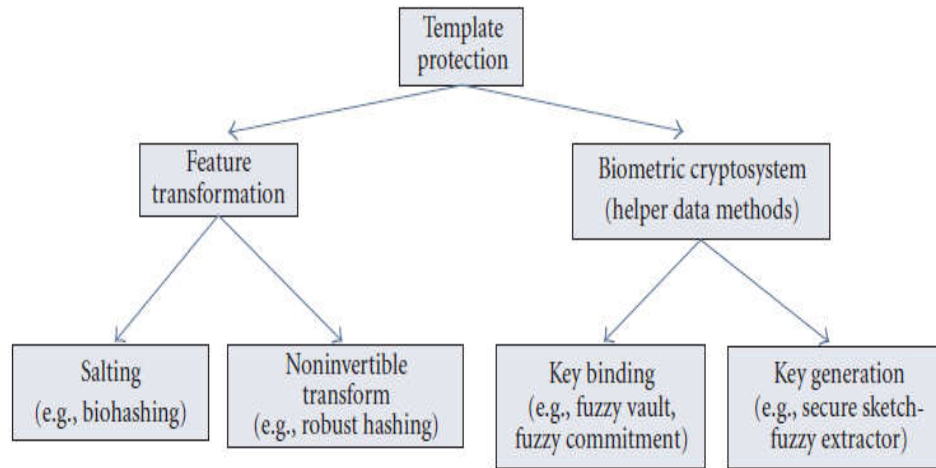 Template
protection
Feature
transformation
Biometric cryptosystem
(helper data methods)
Salting
(e.g., biohashing)
Noninvertible
transform
(e.g., robust hashing)
Key binding
(e.g., fuzzy vault,
fuzzy commitment)
Key generation
(e.g., secure sketch-
fuzzy extractor)